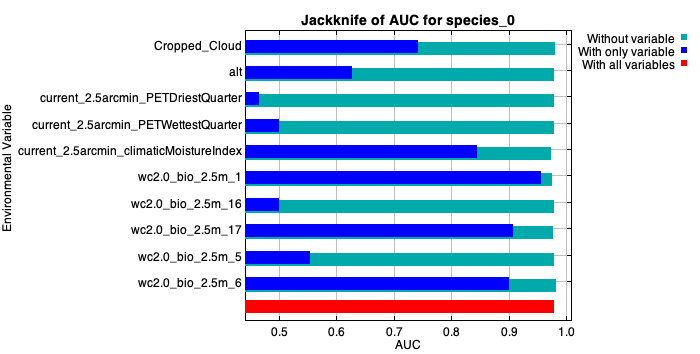 Jackknife of AUC for species_0
Without variable
With only variable
With all variables
Environmental Variable
Cropped_Cloud
alt
current_2.5arcmin_PETDriestQuarter
current_2.5arcmin_PETWettestQuarter
current_2.5arcmin_climaticMoistureIndex
wc2.0_bio_2.5m_1
wc2.0_bio_2.5m_16
wc2.0_bio_2.5m_17
wc2.0_bio_2.5m_5
wc2.0_bio_2.5m_6
0.5 0.6 0.7 0.8 0.9 1.0
AUC